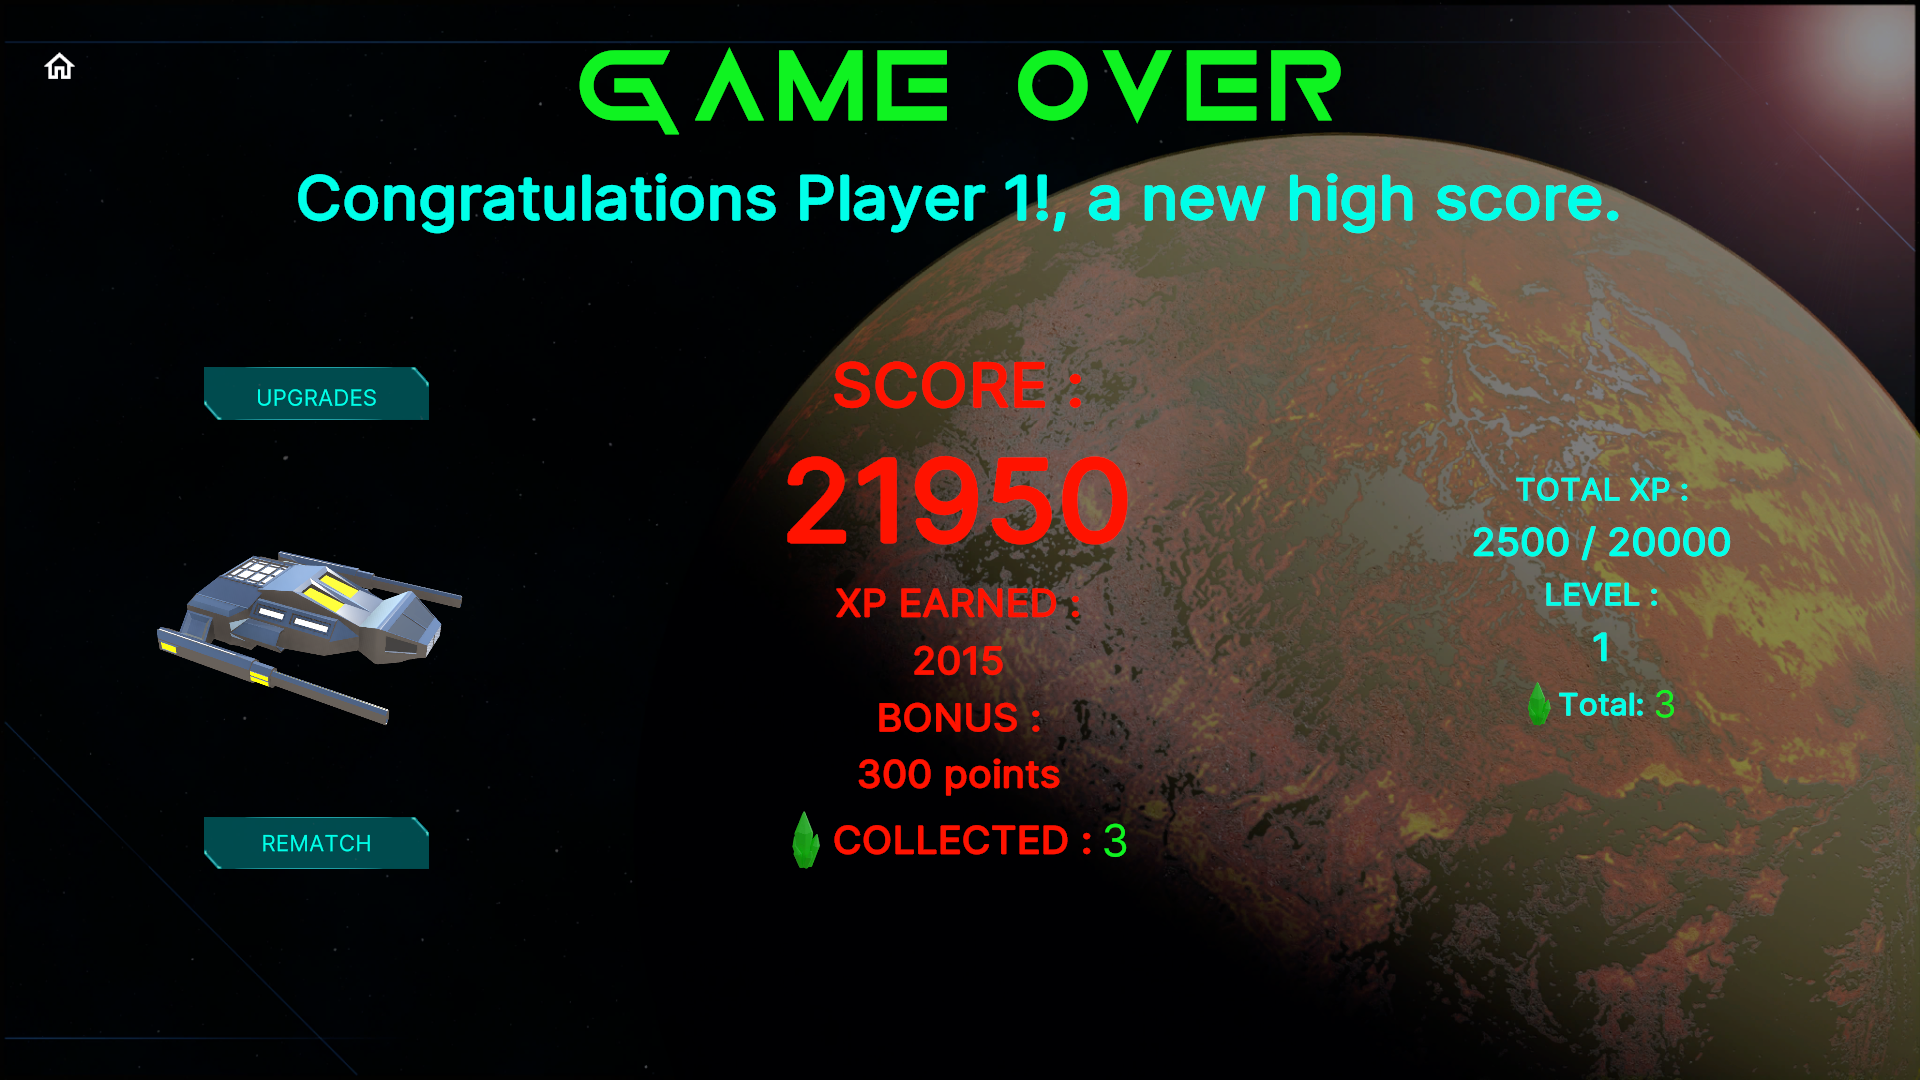 GAME OVER
Congratulations Player 1!, a new high score.
UPGRADES
REMATCH
SCORE :
21950
XP EARNED :
2015
BONUS :
300 points
COLLECTED : 3
TOTAL XP :
2500 / 20000
LEVEL :
1
Total: 3